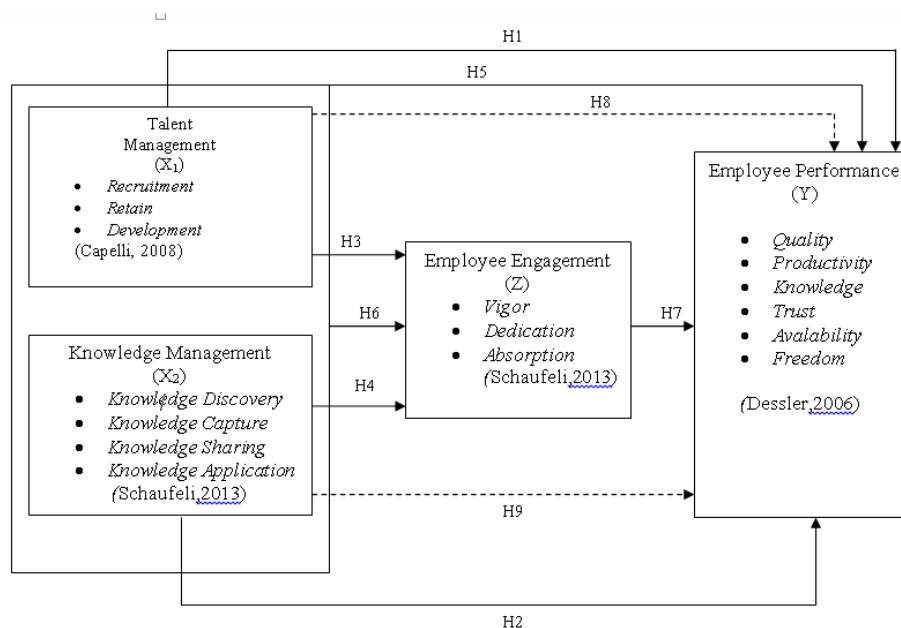 H1
H5
H8
Talent
Management
(X1)
• Recruitment
• Retain
• Development
(Capelli, 2008)
H3
Employee Engagement
(Z)
• Vigor
• Dedication
• Absorption
(Schaufeli,2013)
H6
H4
H7
Employee Performance
(Y)
• Quality
• Productivity
• Knowledge
• Trust
• Avalability
• Freedom
(Dessler,2006)
Knowledge Management
(X2)
• Knowledge Discovery
• Knowledge Capture
• Knowledge Sharing
• Knowledge Application
(Schaufeli,2013)
H9
H2